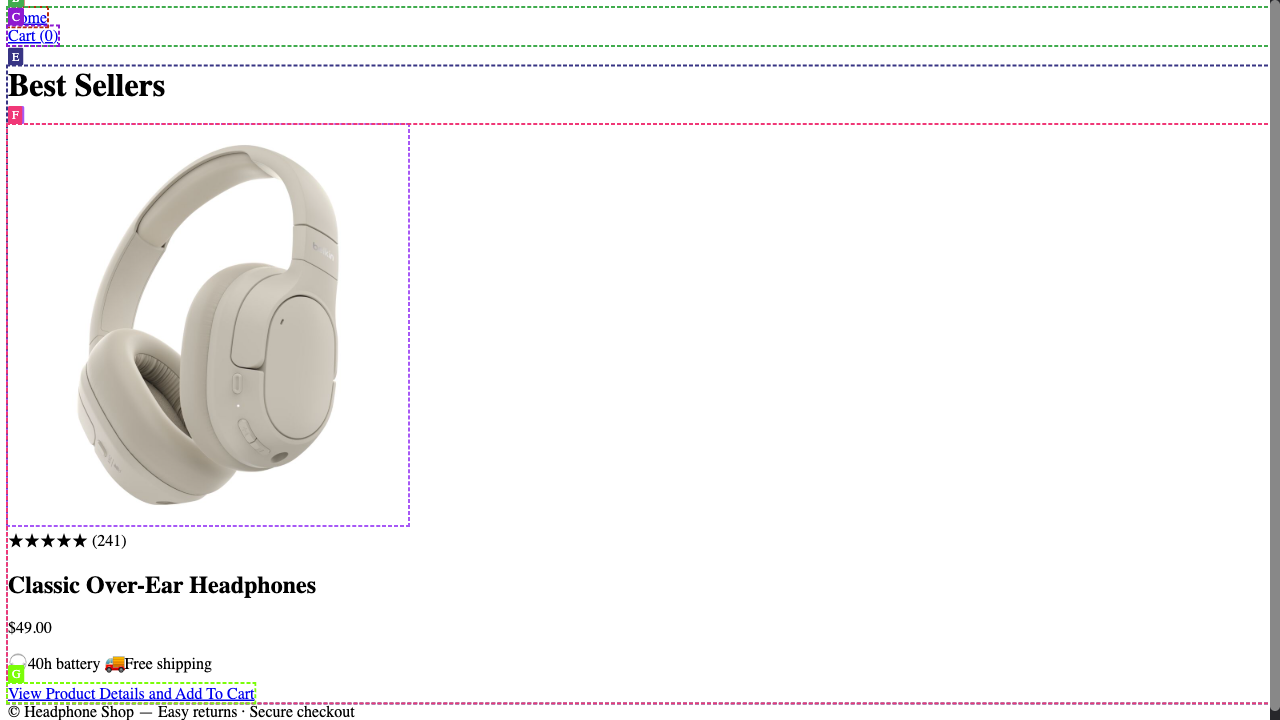 C ome
Cart (0)
E
Best Sellers
F
★★★★★ (241)
Classic Over-Ear Headphones
$49.00
40h battery 🚚Free shipping
G
View Product Details and Add To Cart
© Headphone Shop — Easy returns · Secure checkout